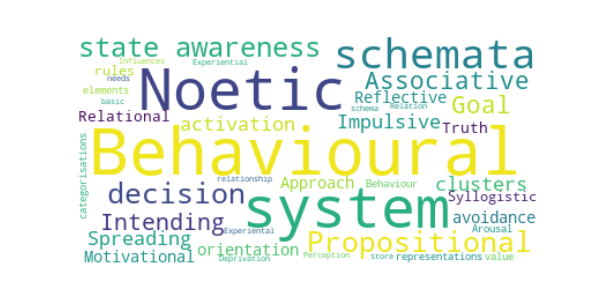 state awareness
Influences
Experiential
schemata
rules
needs
Noetic
Associative
elements
Reflective
Goal
basic
schema
Relation
Relational
activation
Impulsive
Truth
Behavioural
categorisations
relationship
Approach
Behaviour
clusters
decision
system
Syllogistic
Intending
avoidance
Experiental
Arousal
Spreading
orientation
Propositional
Motivational
Deprivation
Perception
store
representations
value